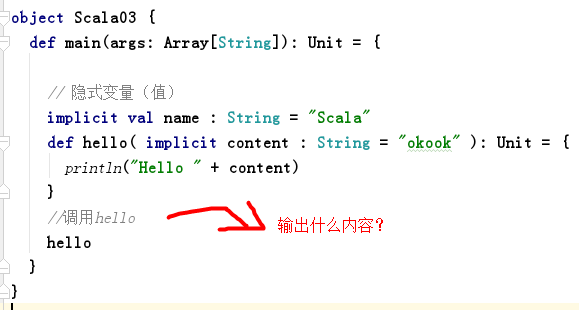 object Scala03 {
def main(args: Array[String]): Unit = {
// 隐式变量（值）
implicit val name : String = "Scala"
def hello( implicit content : String = "okook" ): Unit = {
println("Hello " + content)
}
//调用hello
输出什么内容?
hello
}
}